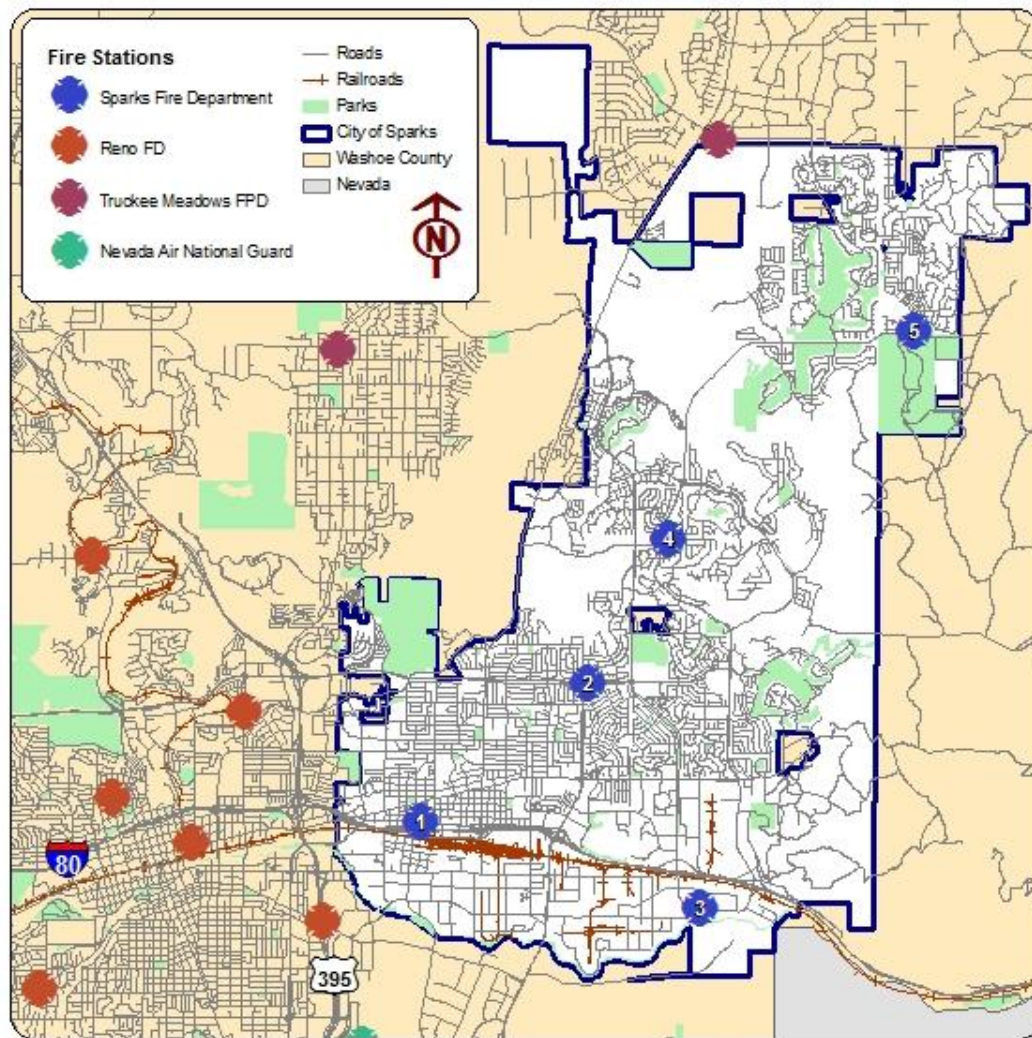 Fire Stations
Sparks Fire Department
Reno FD
Truckee Meadows FPD
Nevada Air National Guard
Roads
Railroads
Parks
City of Sparks
Washoe County
Nevada
N
5
4
2
1
80
3
395